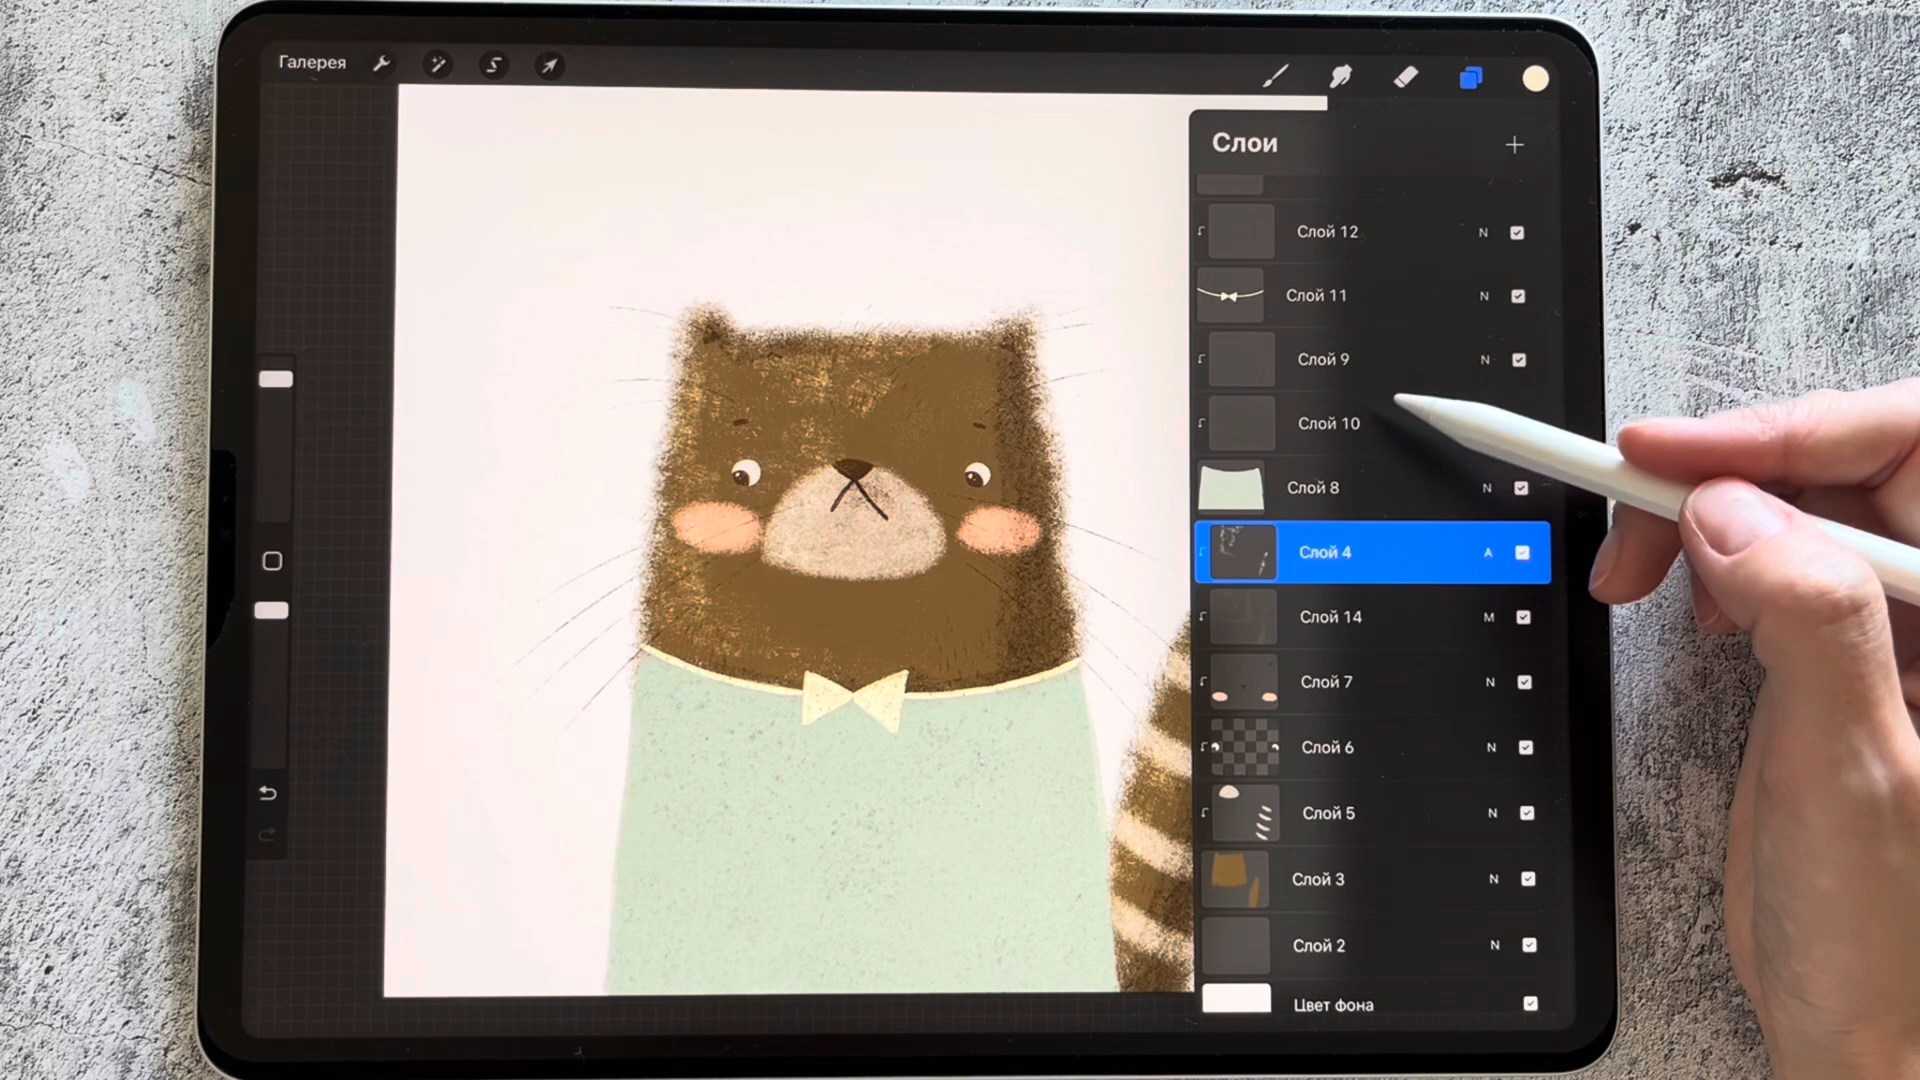 Галерея
Слои
Слой 12 N
Слой 11 N
Слой 9 N
Слой 10
Слой 8 N
Слой 4 A
Слой 14 M
Слой 7 N
Слой 6 N
Слой 5 N
Слой 3 N
Слой 2 N
Цвет фона